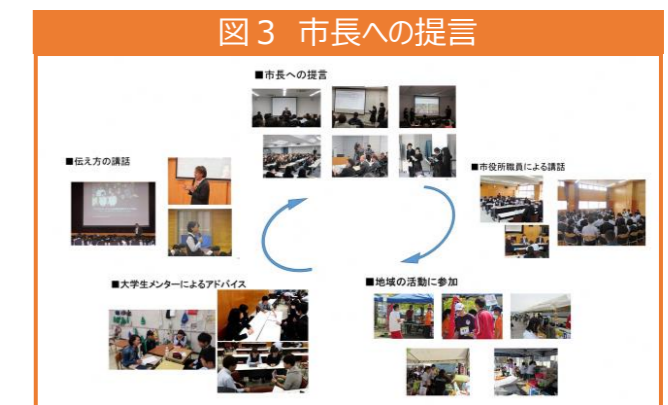 図３ 市長への提言
■市長への提言
■伝え方の講話
■市役所職員による講話
■大学生メンターによるアドバイス
■地域の活動に参加